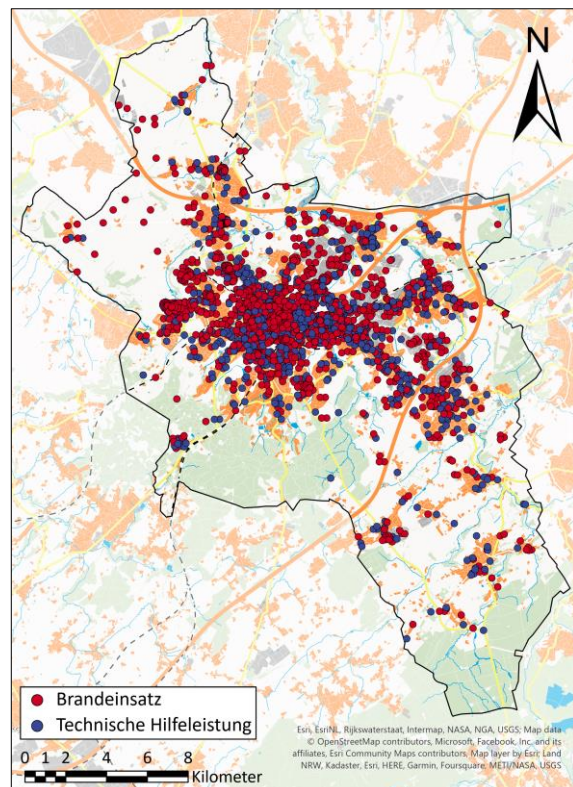 N
Brandeinsatz
Technische Hilfeleistung
0 1 2 4 6 8
Kilometer
Esri, EsriNL, Rijkswaterstaat, Intermap, NASA, NGA, USGS; Map data
© OpenStreetMap contributors, Microsoft, Facebook, Inc. and its
affiliates, Esri Community Maps contributors, Map layer by Esri; Land
NRW, Kadaster, Esri, HERE, Garmin, Foursquare, METI/NASA, USGS